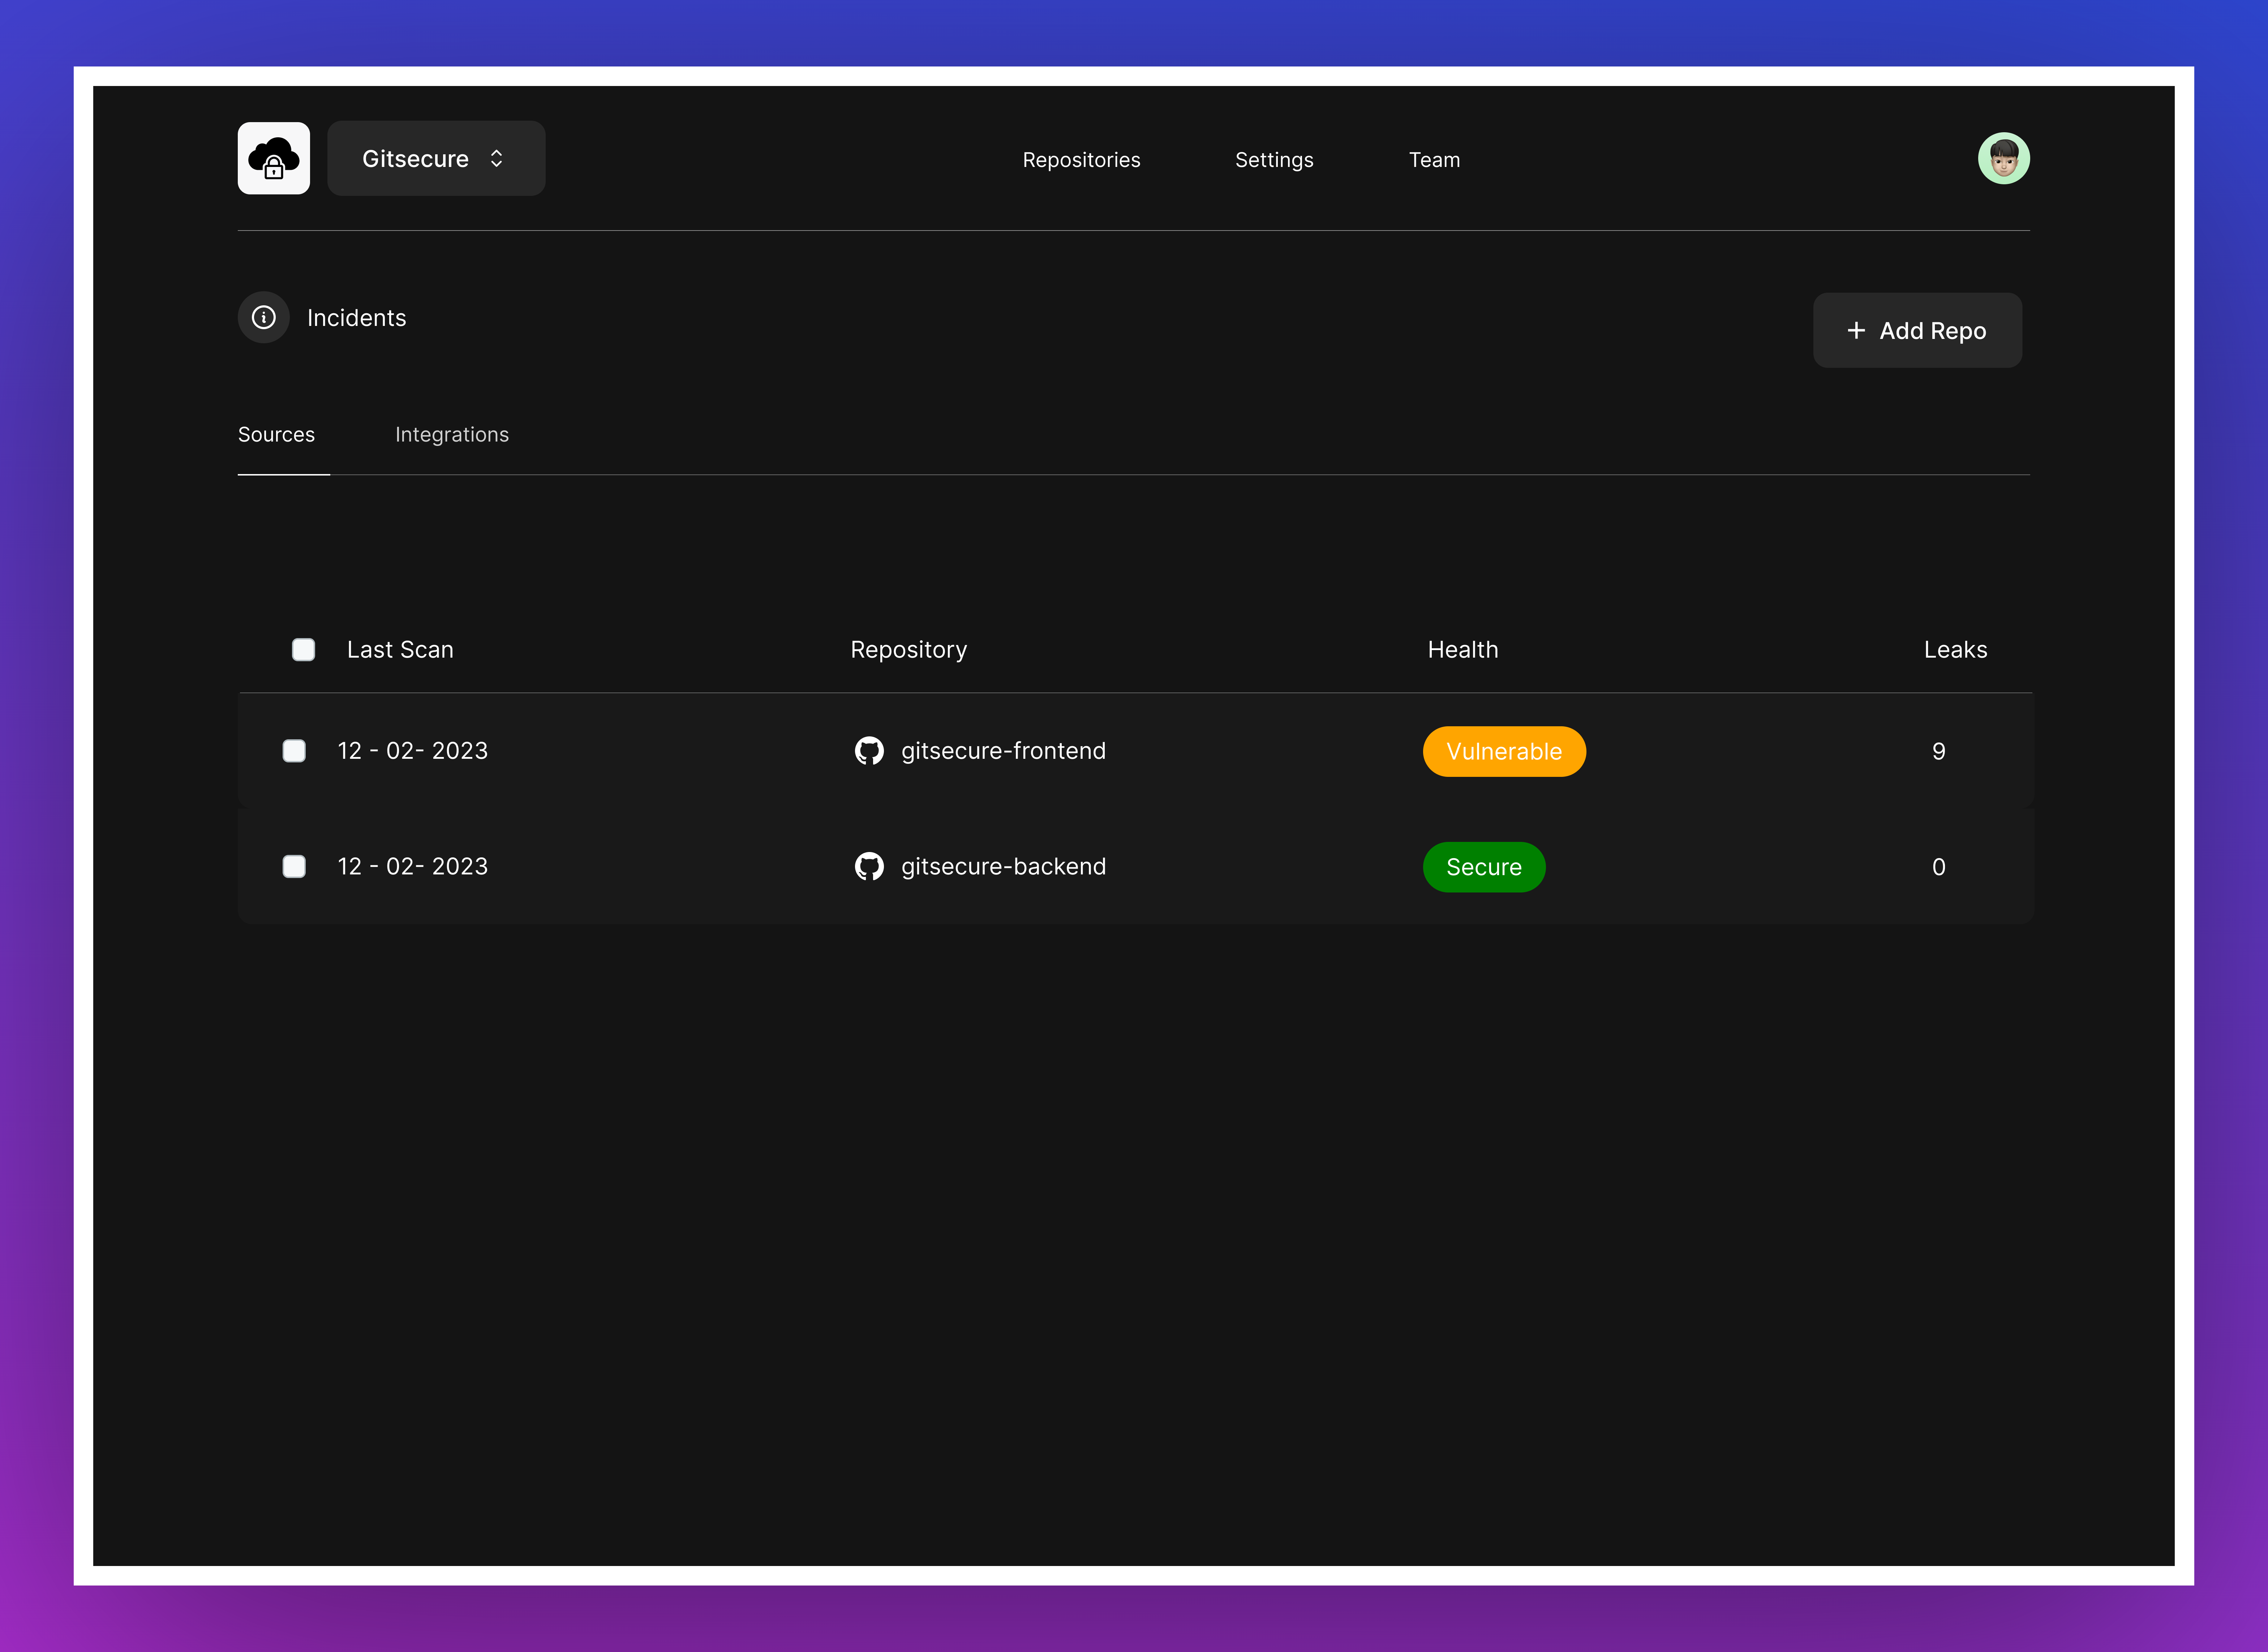 Gitsecure
Repositories Settings Team
Incidents
+ Add Repo
Sources Integrations
Last Scan Repository Health Leaks
12 - 02- 2023 gitsecure-frontend Vulnerable 9
12 - 02- 2023 gitsecure-backend Secure 0